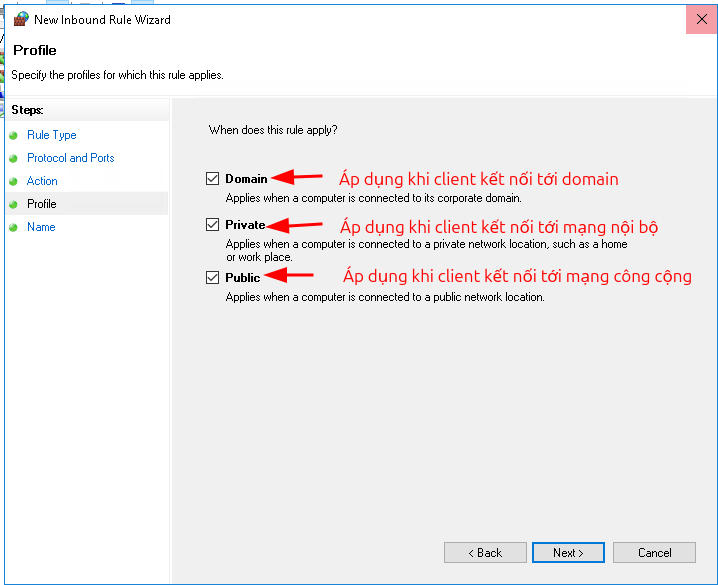 New Inbound Rule Wizard
Profile
Specify the profiles for which this rule applies.
Steps:
Rule Type
Protocol and Ports
Action
Profile
Name
When does this rule apply?
Domain Áp dụng khi client kết nối tới domain
Applies when a computer is connected to its corporate domain.
Private Áp dụng khi client kết nối tới mạng nội bộ
Applies when a computer is connected to a private network location, such as a home
or work place.
Public Áp dụng khi client kết nối tới mạng công cộng
Applies when a computer is connected to a public network location.
< Back Next > Cancel